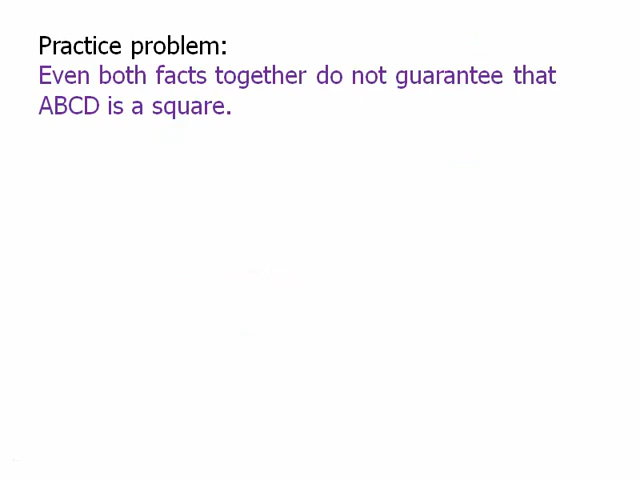 Practice problem:
Even both facts together do not guarantee that
ABCD is a square.